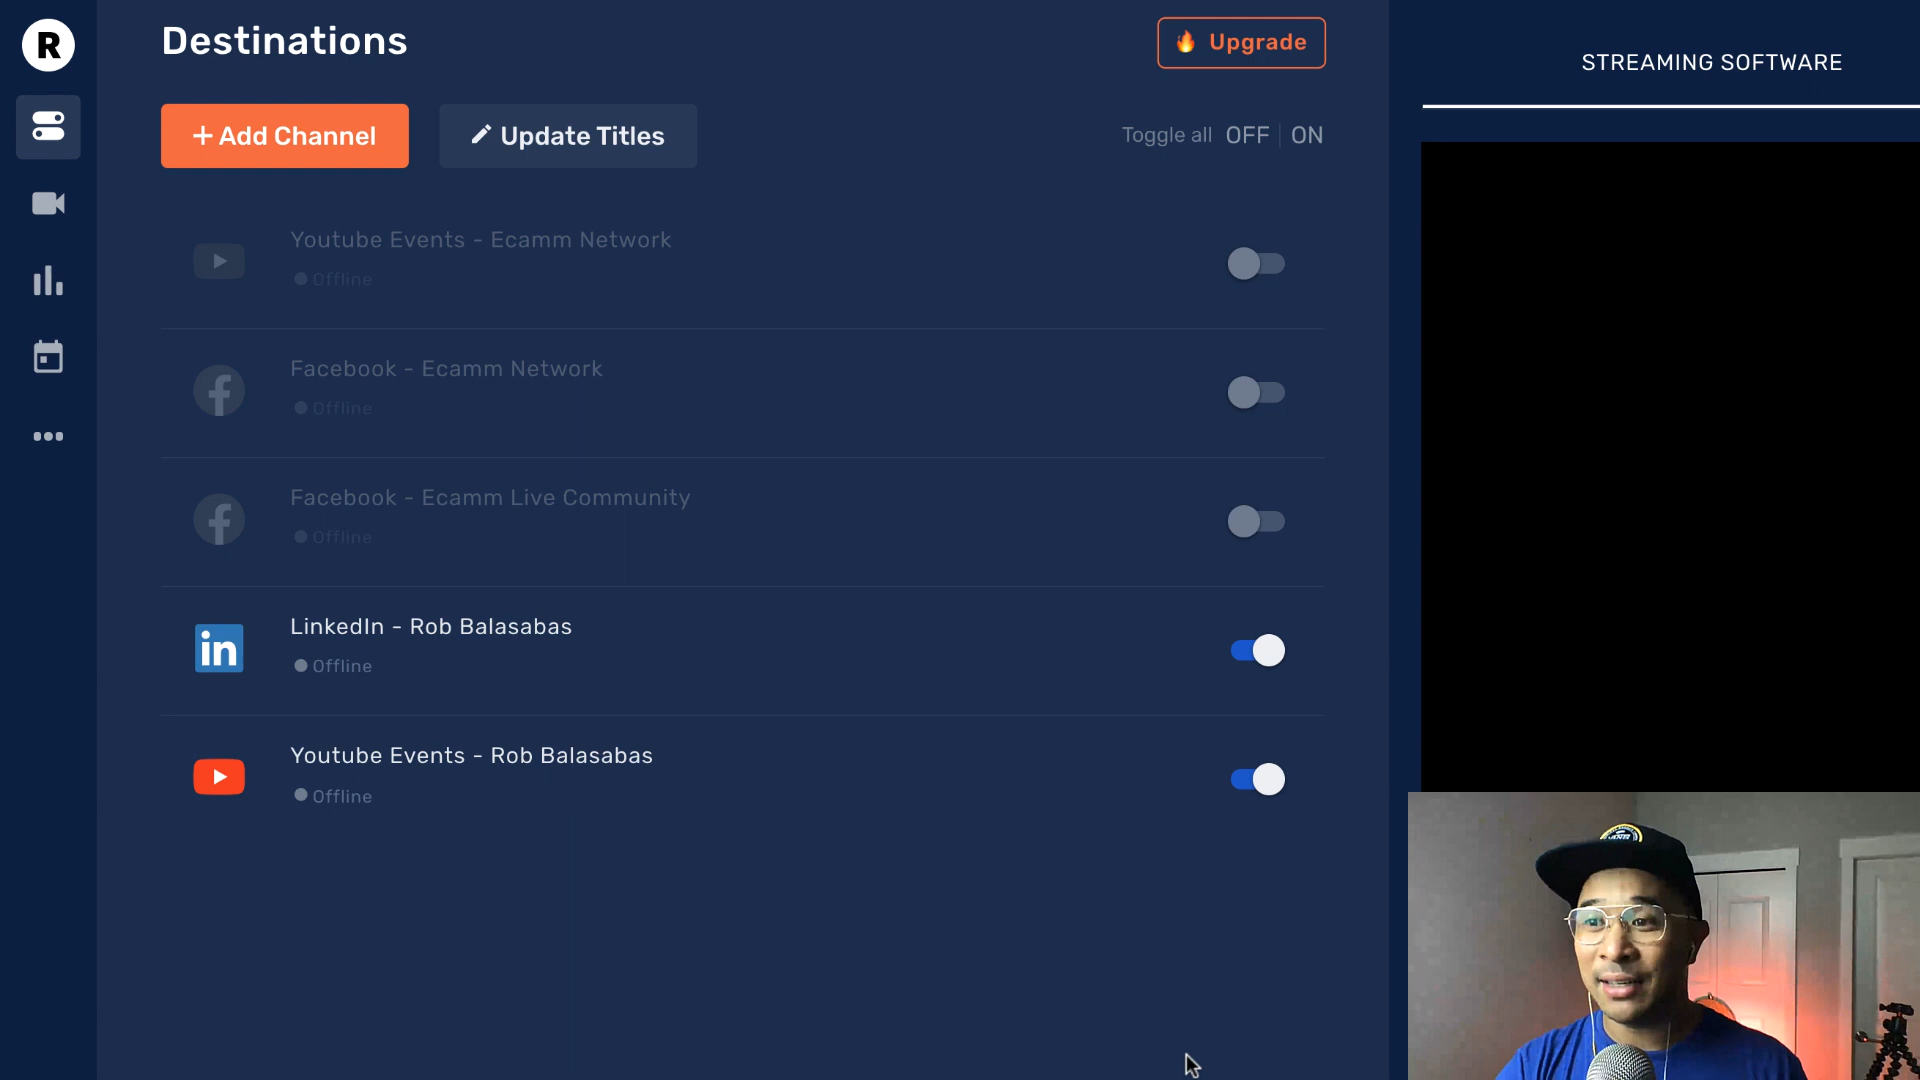 R
Destinations
Upgrade
STREAMING SOFTWARE
+ Add Channel
Update Titles
Toggle all OFF | ON
Youtube Events - Ecamm Network
Offline
Facebook - Ecamm Network
Offline
Facebook - Ecamm Live Community
Offline
in
LinkedIn - Rob Balasabas
Offline
Youtube Events - Rob Balasabas
Offline